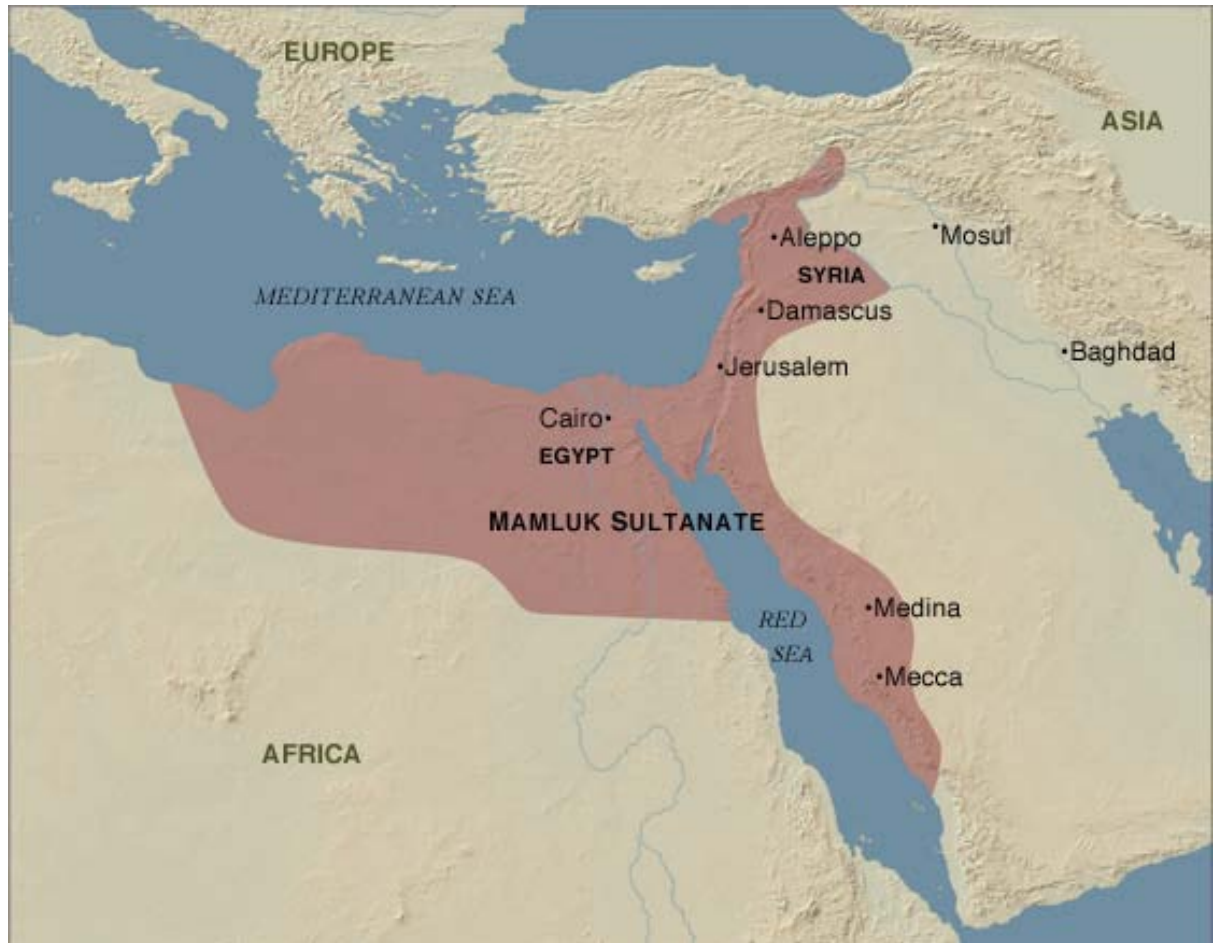 EUROPE
ASIA
Aleppo
Mosul
SYRIA
MEDITERRANEAN SEA
Damascus
Baghdad
Jerusalem
Cairo
EGYPT
MAMLUK SULTANATE
Medina
RED
SEA
Mecca
AFRICA